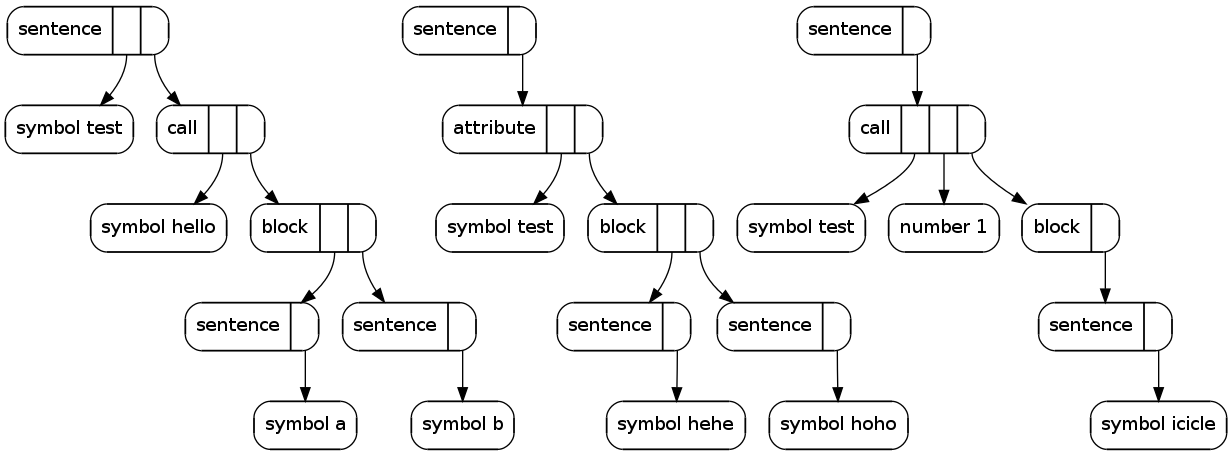 sentence
sentence
sentence
symbol test
call
attribute
call
symbol hello
block
symbol test
block
symbol test
number 1
block
sentence
sentence
sentence
sentence
sentence
symbol a
symbol b
symbol hehe
symbol hoho
symbol icicle